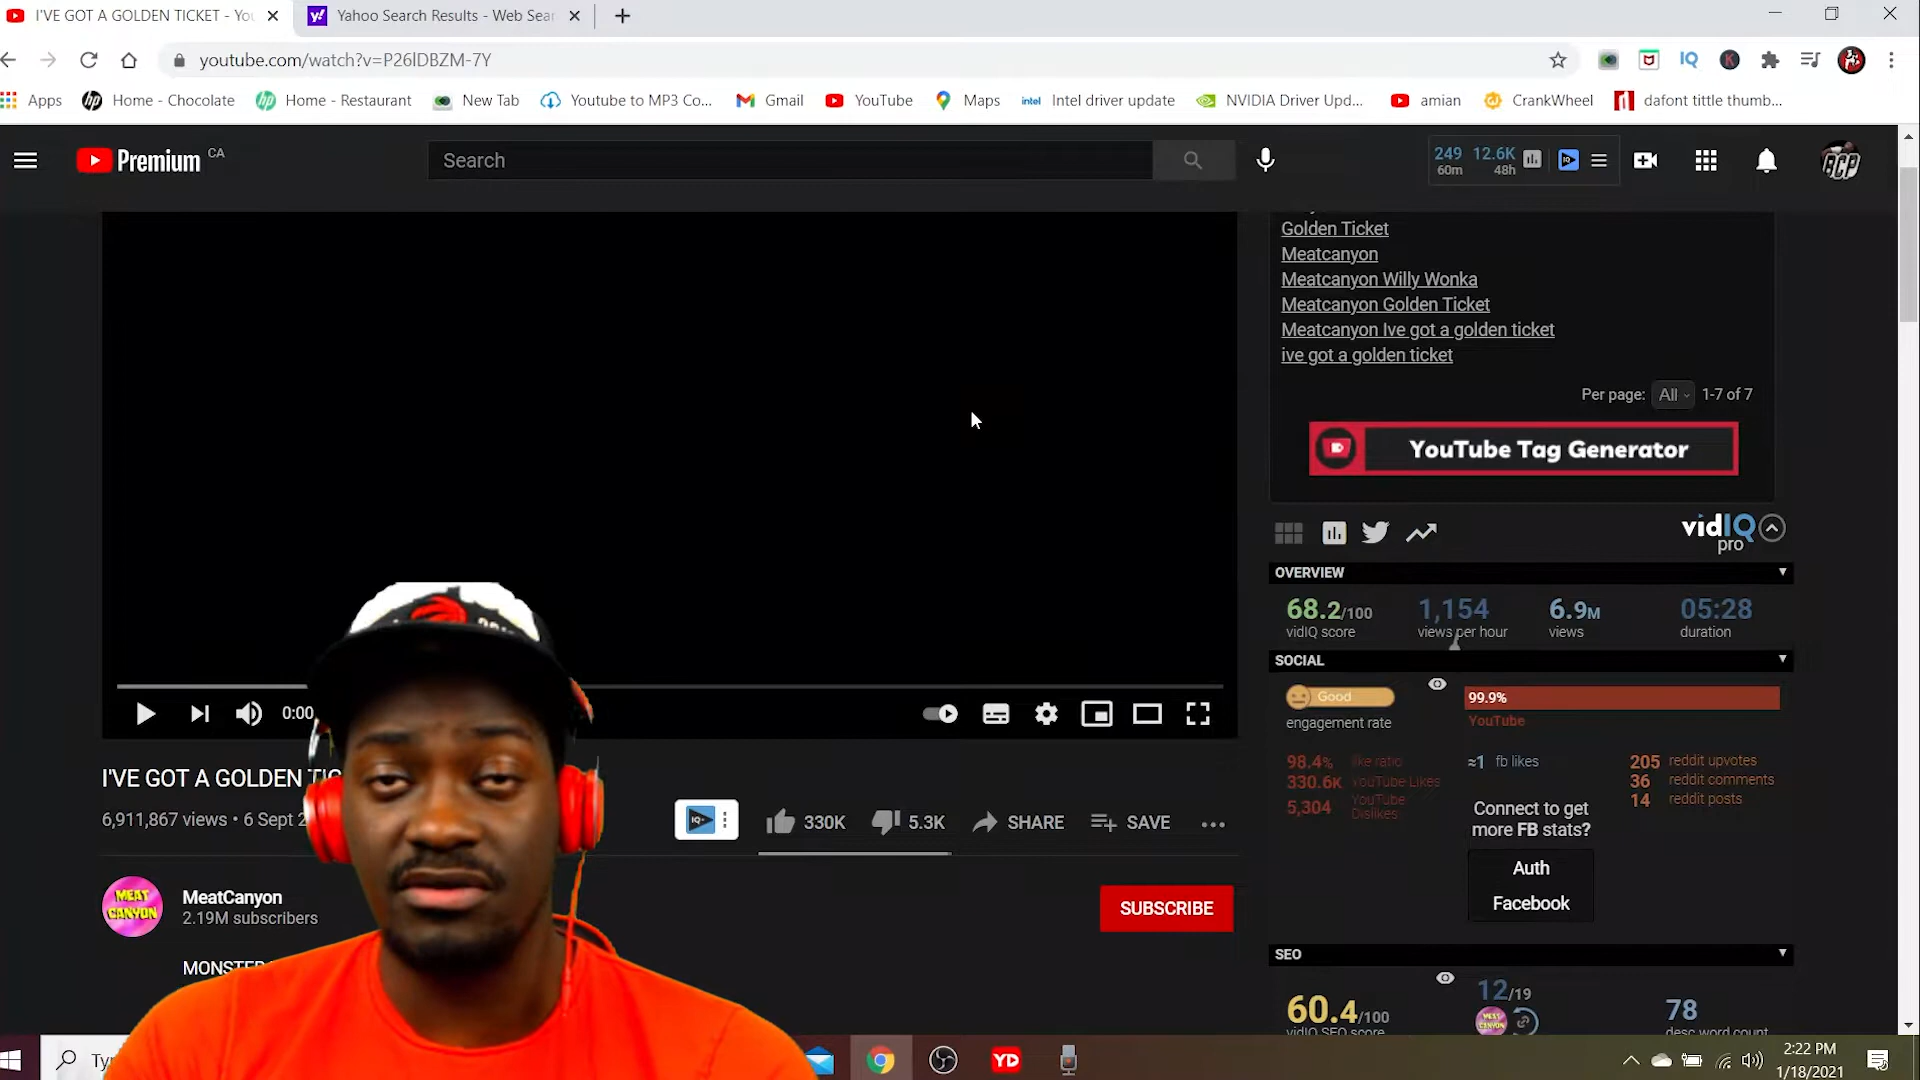 I'VE GOT A GOLDEN TICKET - You
Yahoo Search Results - Web Sear
youtube.com/watch?v=P26lDBZM-7Y
Apps
Home - Chocolate
Home - Restaurant
New Tab
Youtube to MP3 Co...
Gmail
YouTube
Maps
intel
Intel driver update
NVIDIA Driver Upd...
amian
CrankWheel
dafont tittle thumb...
Premium CA
Search
249 12.6K
60m 48h
BCP
Golden Ticket
Meatcanyon
Meatcanyon Willy Wonka
Meatcanyon Golden Ticket
Meatcanyon Ive got a golden ticket
ive got a golden ticket
Per page: All 1-7 of 7
YouTube Tag Generator
vidIQ
pro
OVERVIEW
68.2/100 1,154 6.9M 05:28
vidIQ score views per hour views duration
SOCIAL
Good 99.9%
engagement rate YouTube
98.4% like ratio
330.6K YouTube Likes
5,304 YouTube Dislikes
≈1 fb likes
205 reddit upvotes
36 reddit comments
14 reddit posts
Connect to get
more FB stats?
Auth
Facebook
SEO
60.4/100 12/19 78
vidIQ SEO score desc word count
0:00
I'VE GOT A GOLDEN TIC
6,911,867 views • 6 Sept 2
IQ
330K 5.3K SHARE SAVE
MEAT
CANYON
MeatCanyon
2.19M subscribers
SUBSCRIBE
MONSTER
Ty
YD
2:22 PM
1/18/2021